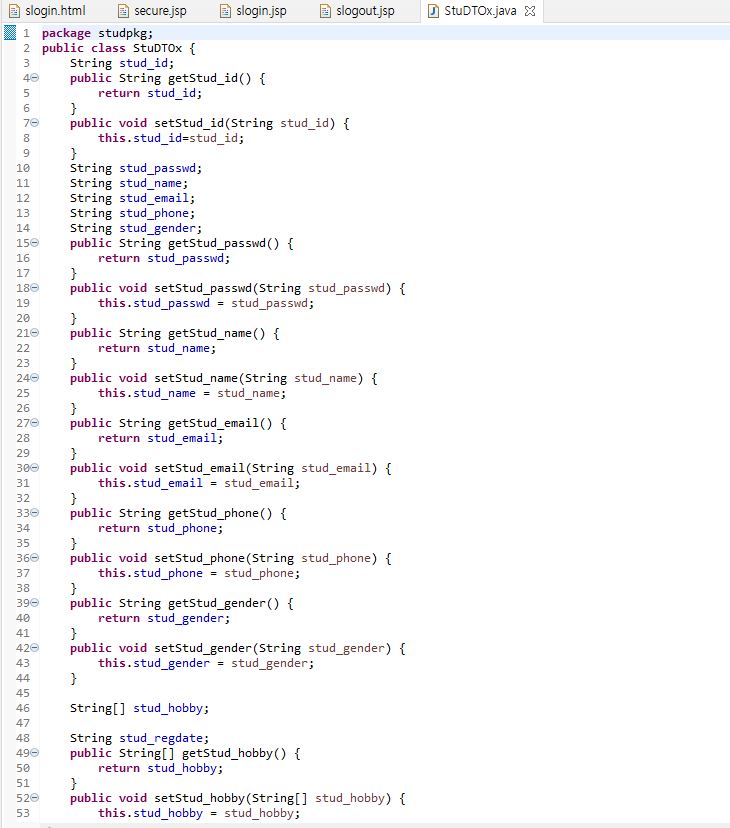 slogin.html secure.jsp slogin.jsp slogout.jsp StuDTOx.java
1 package studpkg;
2 public class StuDTOx {
3 String stud_id;
4 public String getStud_id() {
5 return stud_id;
6 }
7 public void setStud_id(String stud_id) {
8 this.stud_id=stud_id;
9 }
10 String stud_passwd;
11 String stud_name;
12 String stud_email;
13 String stud_phone;
14 String stud_gender;
15 public String getStud_passwd() {
16 return stud_passwd;
17 }
18 public void setStud_passwd(String stud_passwd) {
19 this.stud_passwd = stud_passwd;
20 }
21 public String getStud_name() {
22 return stud_name;
23 }
24 public void setStud_name(String stud_name) {
25 this.stud_name = stud_name;
26 }
27 public String getStud_email() {
28 return stud_email;
29 }
30 public void setStud_email(String stud_email) {
31 this.stud_email = stud_email;
32 }
33 public String getStud_phone() {
34 return stud_phone;
35 }
36 public void setStud_phone(String stud_phone) {
37 this.stud_phone = stud_phone;
38 }
39 public String getStud_gender() {
40 return stud_gender;
41 }
42 public void setStud_gender(String stud_gender) {
43 this.stud_gender = stud_gender;
44 }
45
46 String[] stud_hobby;
47
48 String stud_regdate;
49 public String[] getStud_hobby() {
50 return stud_hobby;
51 }
52 public void setStud_hobby(String[] stud_hobby) {
53 this.stud_hobby = stud_hobby;